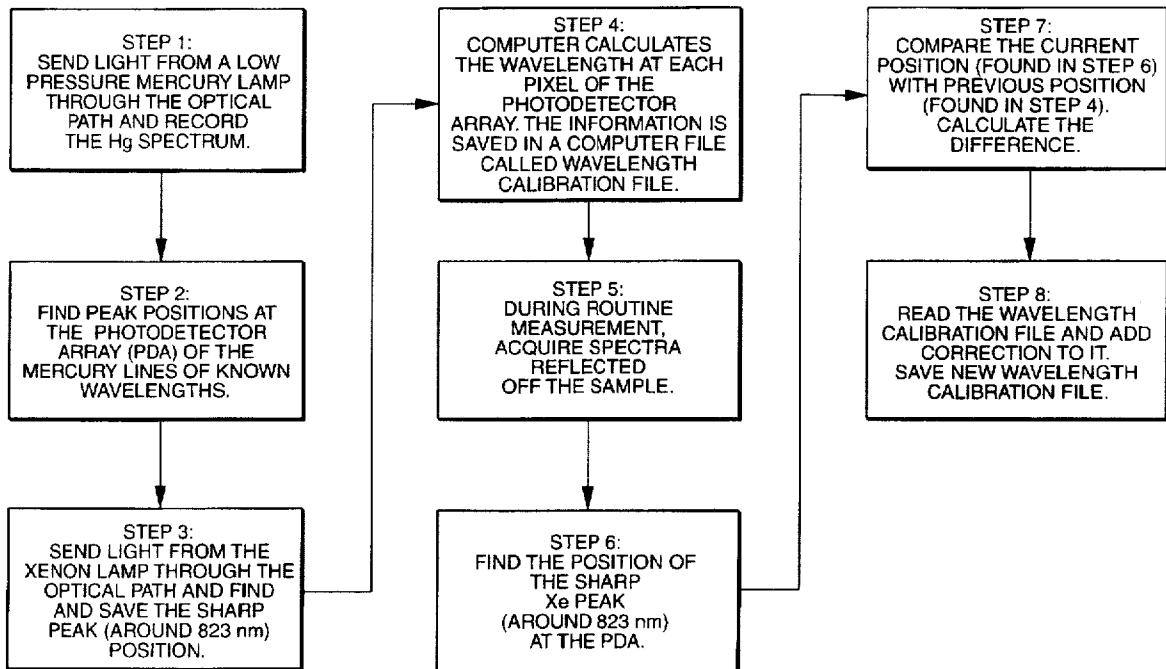 STEP 1:
SEND LIGHT FROM A LOW
PRESSURE MERCURY LAMP
THROUGH THE OPTICAL
PATH AND RECORD
THE Hg SPECTRUM.
STEP 2:
FIND PEAK POSITIONS AT
THE PHOTODETECTOR
ARRAY (PDA) OF THE
MERCURY LINES OF KNOWN
WAVELENGTHS.
STEP 3:
SEND LIGHT FROM THE
XENON LAMP THROUGH THE
OPTICAL PATH AND FIND
AND SAVE THE SHARP
PEAK (AROUND 823 nm)
POSITION.
STEP 4:
COMPUTER CALCULATES
THE WAVELENGTH AT EACH
PIXEL OF THE
PHOTODETECTOR
ARRAY. THE INFORMATION IS
SAVED IN A COMPUTER FILE
CALLED WAVELENGTH
CALIBRATION FILE.
STEP 5:
DURING ROUTINE
MEASUREMENT,
ACQUIRE SPECTRA
REFLECTED
OFF THE SAMPLE.
STEP 6:
FIND THE POSITION OF
THE SHARP
Xe PEAK
(AROUND 823 nm)
AT THE PDA.
STEP 7:
COMPARE THE CURRENT
POSITION (FOUND IN STEP 6)
WITH PREVIOUS POSITION
(FOUND IN STEP 4).
CALCULATE THE
DIFFERENCE.
STEP 8:
READ THE WAVELENGTH
CALIBRATION FILE AND ADD
CORRECTION TO IT.
SAVE NEW WAVELENGTH
CALIBRATION FILE.